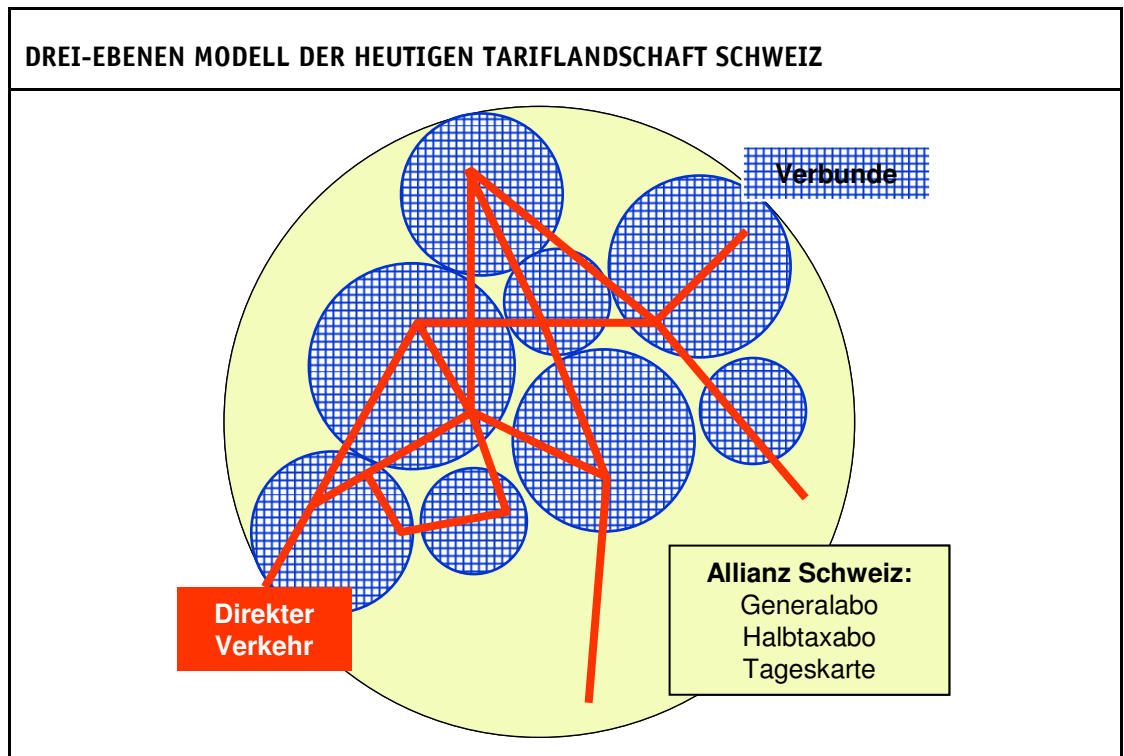 DREI-EBENEN MODELL DER HEUTIGEN TARIFLANDSCHAFT SCHWEIZ
Verbunde
Direkter
Verkehr
Allianz Schweiz:
Generalabo
Halbtaxabo
Tageskarte